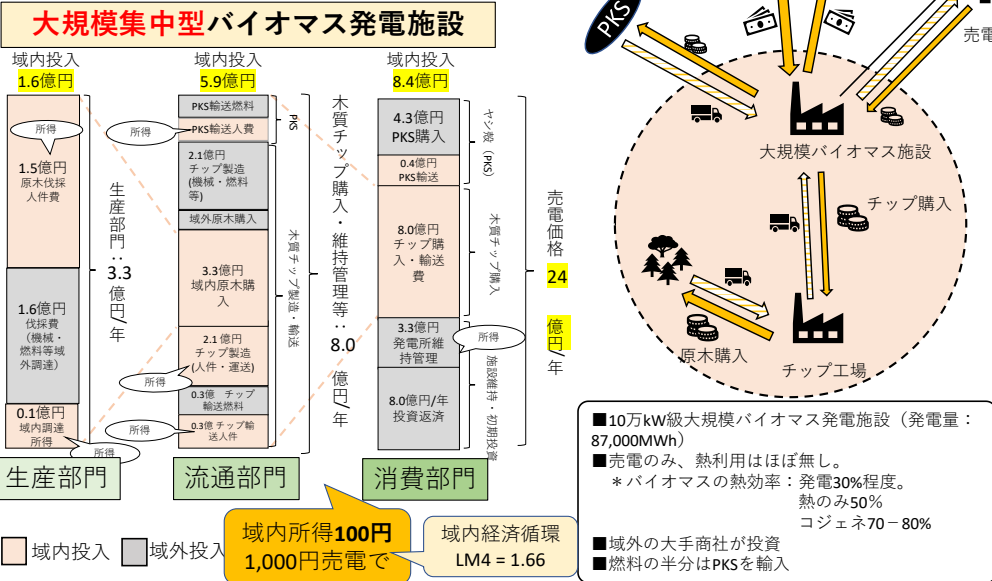 大規模集中型バイオマス発電施設
域内投入
1.6億円
域内投入
5.9億円
域内投入
8.4億円
所得
1.5億円
原木伐採
人件費
1.6億円
伐採費
(機械・
燃料等域
外調達)
0.1億円
域内調達
所得
所得
生産部門：3.3億円/年
生産部門
所得
PKS輸送燃料
PKS輸送人費
2.1億円
チップ製造
(機械・燃料
等)
域外原木購入
3.3億円
域内原木購
入
2.1億円
チップ製造
(人件・運送)
所得
0.3億　チップ
輸送燃料
所得
0.3億 チップ輸
送人件
PKS
木質チップ製造・輸送
木質チップ購入・維持管理等：8.0億円/年
流通部門
4.3億円
PKS購入
0.4億円
PKS輸送
8.0億円
チップ購
入・輸送
費
3.3億円
発電所維
持管理
所得
8.0億円/年
投資返済
ヤシ殻（PKS）
木質チップ購入
施設維持・初期投資
売電価格24億円/年
消費部門
域内投入
域外投入
域内所得100円
1,000円売電で
域内経済循環
LM4 = 1.66
PKS
売電
大規模バイオマス施設
チップ購入
原木購入
チップ工場
■10万kW級大規模バイオマス発電施設（発電量：
87,000MWh）
■売電のみ、熱利用はほぼ無し。
＊バイオマスの熱効率：発電30%程度。
熱のみ50%
コジェネ70－80%
■域外の大手商社が投資
■燃料の半分はPKSを輸入